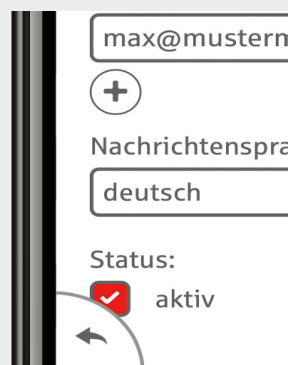 max@musterm
Nachrichtenspra
deutsch
Status:
aktiv